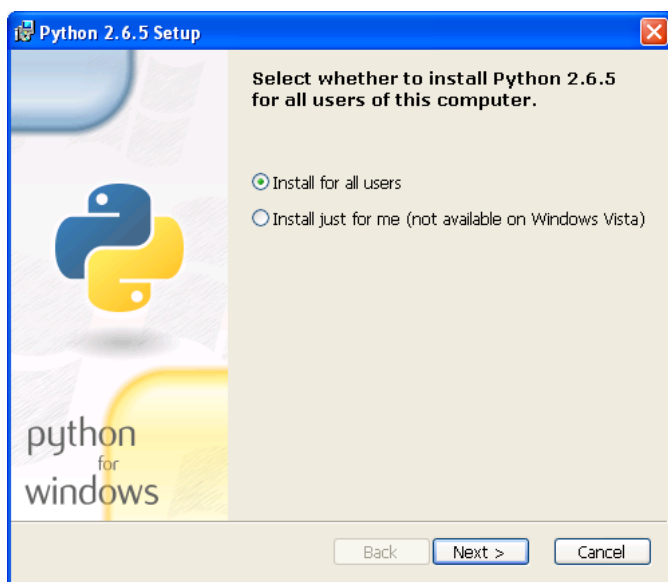 Python 2.6.5 Setup
Select whether to install Python 2.6.5
for all users of this computer.
Install for all users
Install just for me (not available on Windows Vista)
python
for
windows
Back
Next >
Cancel